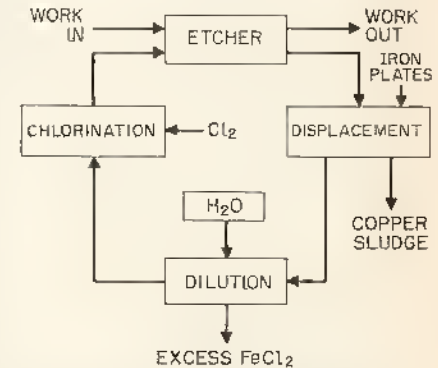 WORK
IN
ETCHER
WORK
OUT
IRON
PLATES
CHLORINATION
Cl₂
DISPLACEMENT
H₂O
COPPER
SLUDGE
DILUTION
EXCESS FeCl₂